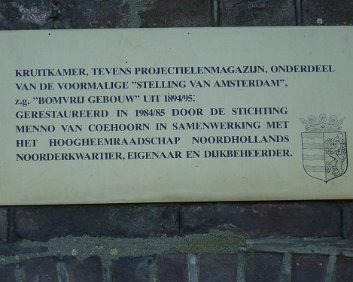 KRUITKAMER, TEVENS PROJECTIELENMAGAZIJN, ONDERDEEL
VAN DE VOORMALIGE "STELLING VAN AMSTERDAM",
z.g. "BOMVRIJ GEBOUW" UIT 1894/95.
GERESTAUREERD IN 1984/85 DOOR DE STICHTING
MENNO VAN COEHOORN IN SAMENWERKING MET
HET HOOGHEEMRAADSCHAP NOORDHOLLANDS
NOORDERKWARTIER, EIGENAAR EN DIJKBEHEERDER.